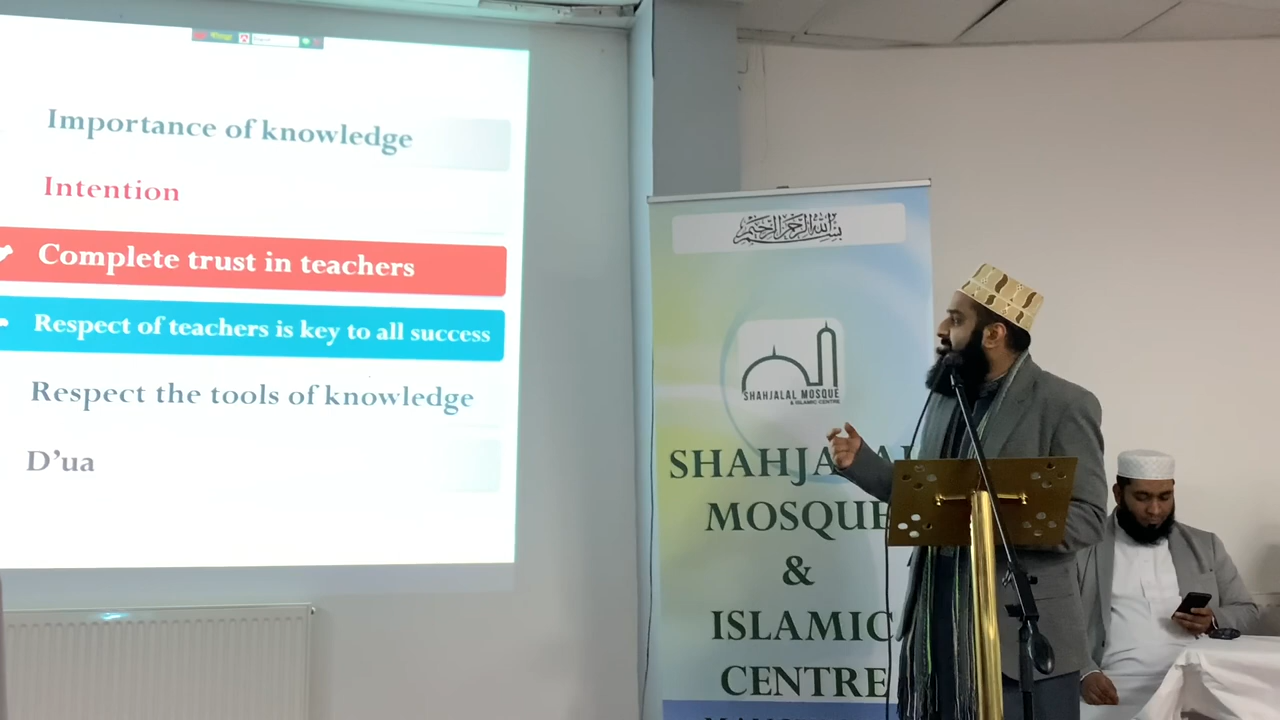 Importance of knowledge
Intention
Complete trust in teachers
Respect of teachers is key to all success
Respect the tools of knowledge
D'ua
بسم الله الرحمن الرحيم
SHAHJALAL MOSQUE
& ISLAMIC CENTRE
SHAHJALAL
MOSQUE
&
ISLAMIC
CENTRE